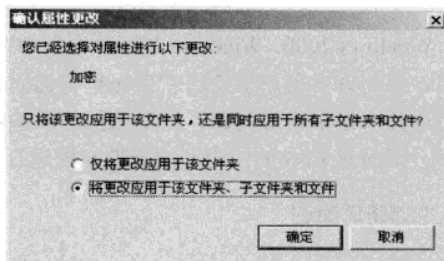 确认属性更改
您已经选择对属性进行以下更改:
加密
只将该更改应用于该文件夹，还是同时应用于所有子文件夹和文件?
仅将更改应用于该文件夹
将更改应用于该文件夹、子文件夹和文件
确定
取消